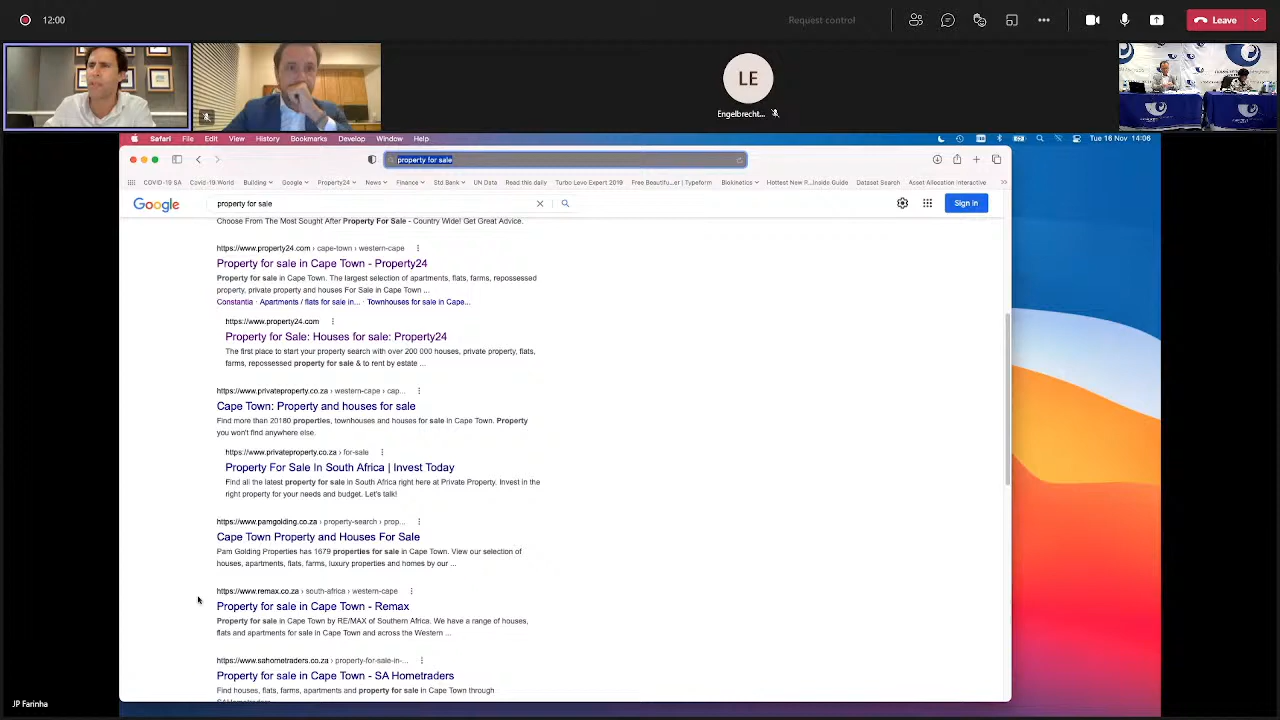 12:00
Request control
Leave
LE
Engelbrecht...
Safari File Edit View History Bookmarks Develop Window Help
Tue 16 Nov 14:06
property for sale
COVID-19 SA Covid-19 World Building Google Property24 News Finance Std Bank UN Data Read this daily Turbo Levo Expert 2019 Free Beautifu...er | Typeform Biokinetics Hottest New P...Inside Guide Dataset Search Asset Allocation Interactive
Google
property for sale
Sign in
Choose From The Most Sought After Property For Sale - Country Wide! Get Great Advice.
https://www.property24.com › cape-town › western-cape
Property for sale in Cape Town - Property24
Property for sale in Cape Town. The largest selection of apartments, flats, farms, repossessed
property, private property and houses For Sale in Cape Town ...
Constantia · Apartments / flats for sale in... · Townhouses for sale in Cape...
https://www.property24.com
Property for Sale: Houses for sale: Property24
The first place to start your property search with over 200 000 houses, private property, flats,
farms, repossessed property for sale & to rent by estate ...
https://www.privateproperty.co.za › western-cape › cap...
Cape Town: Property and houses for sale
Find more than 20180 properties, townhouses and houses for sale in Cape Town. Property
you won't find anywhere else.
https://www.privateproperty.co.za › for-sale
Property For Sale In South Africa | Invest Today
Find all the latest property for sale in South Africa right here at Private Property. Invest in the
right property for your needs and budget. Let's talk!
https://www.pamgolding.co.za › property-search › prop...
Cape Town Property and Houses For Sale
Pam Golding Properties has 1679 properties for sale in Cape Town. View our selection of
houses, apartments, flats, farms, luxury properties and homes by our ...
https://www.remax.co.za › south-africa › western-cape
Property for sale in Cape Town - Remax
Property for sale in Cape Town by RE/MAX of Southern Africa. We have a range of houses,
flats and apartments for sale in Cape Town and across the Western ...
https://www.sahometraders.co.za › property-for-sale-in-...
Property for sale in Cape Town - SA Hometraders
Find houses, flats, farms, apartments and property for sale in Cape Town through
JP Farinha